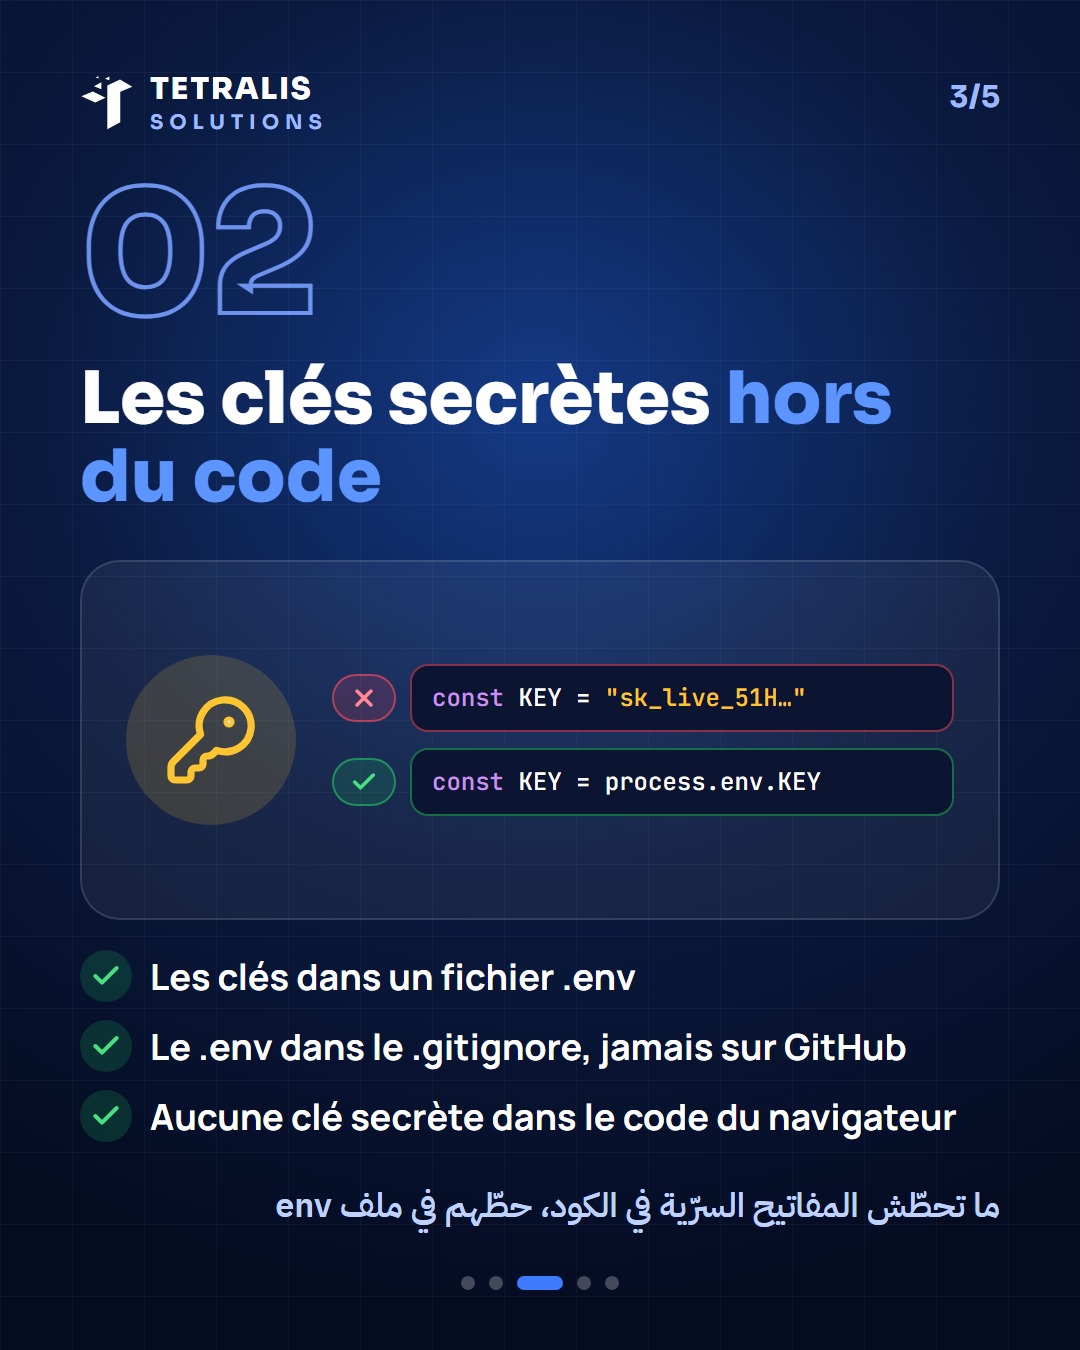 TETRALIS
SOLUTIONS
3/5
02
Les clés secrètes hors
du code
const KEY = "sk_live_51H…"
const KEY = process.env.KEY
Les clés dans un fichier .env
Le .env dans le .gitignore, jamais sur GitHub
Aucune clé secrète dans le code du navigateur
ما تحطّش المفاتيح السرّية في الكود، حطّهم في ملف env